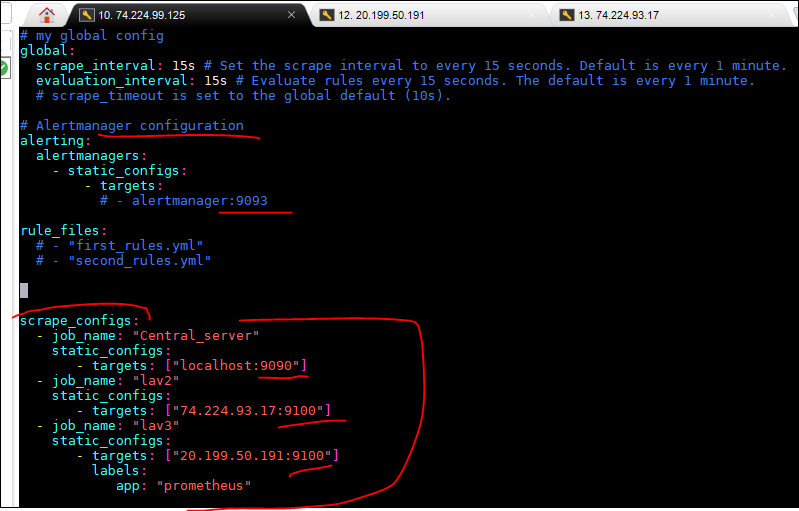 10. 74.224.99.125
12. 20.199.50.191
13. 74.224.93.17
# my global config
global:
  scrape_interval: 15s # Set the scrape interval to every 15 seconds. Default is every 1 minute.
  evaluation_interval: 15s # Evaluate rules every 15 seconds. The default is every 1 minute.
  # scrape_timeout is set to the global default (10s).

# Alertmanager configuration
alerting:
  alertmanagers:
    - static_configs:
        - targets:
          # - alertmanager:9093

rule_files:
  # - "first_rules.yml"
  # - "second_rules.yml"

scrape_configs:
  - job_name: "Central_server"
    static_configs:
       - targets: ["localhost:9090"]
  - job_name: "lav2"
    static_configs:
       - targets: ["74.224.93.17:9100"]
  - job_name: "lav3"
    static_configs:
       - targets: ["20.199.50.191:9100"]
         labels:
            app: "prometheus"